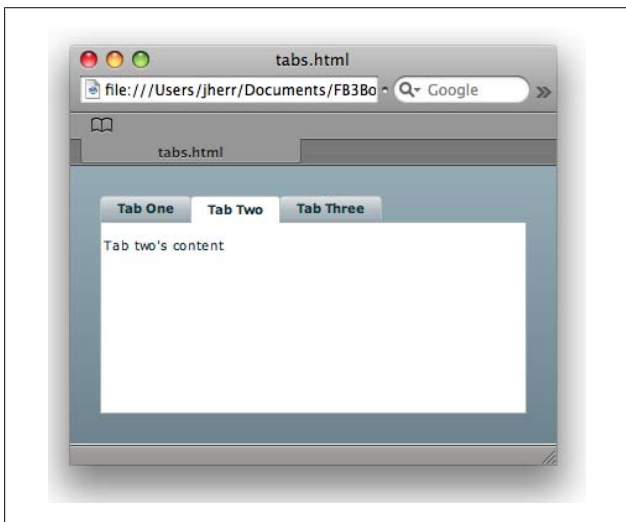 tabs.html
file:///Users/jherr/Documents/FB3Bo
Google
tabs.html
Tab One Tab Two Tab Three
Tab two's content